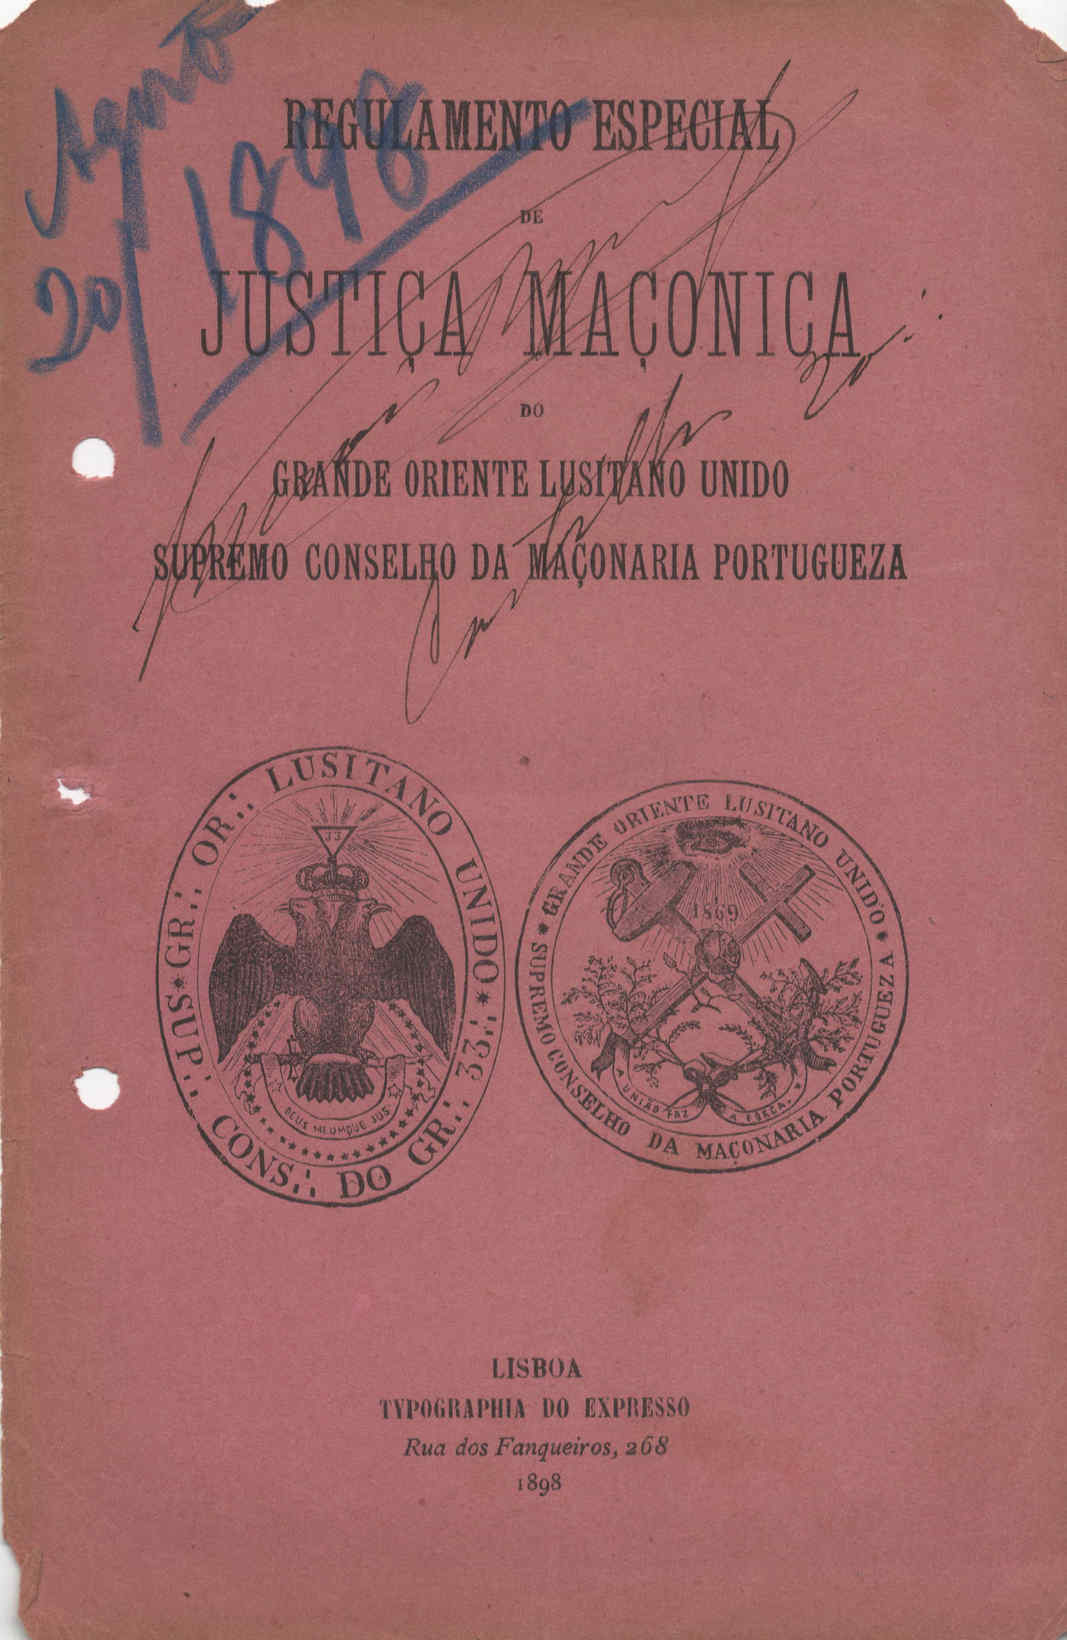 Agosto
20/1898
REGULAMENTO ESPECIAL
DE
JUSTIÇA MAÇONICA
DO
GRANDE ORIENTE LUSITANO UNIDO
SUPREMO CONSELHO DA MAÇONARIA PORTUGUEZA
SUP∴ CONS∴ DO GR∴ 33∴ * GR∴ OR∴ LUSITANO UNIDO *
33
DEUS MEUMQUE JUS
* GRANDE ORIENTE LUSITANO UNIDO *
SUPREMO CONSELHO DA MAÇONARIA PORTUGUEZA
1869
A UNIÃO FAZ A FORÇA.
LISBOA
TYPOGRAPHIA DO EXPRESSO
Rua dos Fanqueiros, 268
1898